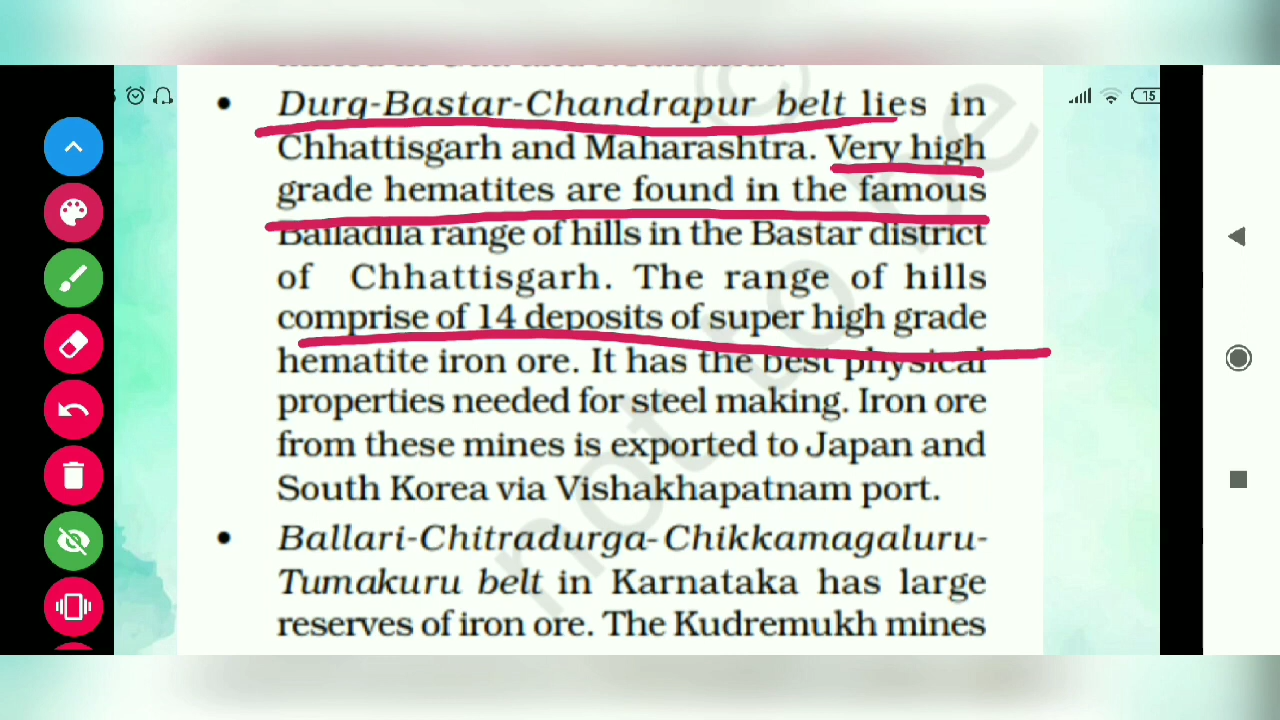 15
• Durg-Bastar-Chandrapur belt lies in
Chhattisgarh and Maharashtra. Very high
grade hematites are found in the famous
Bailadila range of hills in the Bastar district
of Chhattisgarh. The range of hills
comprise of 14 deposits of super high grade
hematite iron ore. It has the best physical
properties needed for steel making. Iron ore
from these mines is exported to Japan and
South Korea via Vishakhapatnam port.
• Ballari-Chitradurga-Chikkamagaluru-
Tumakuru belt in Karnataka has large
reserves of iron ore. The Kudremukh mines
©
not to be